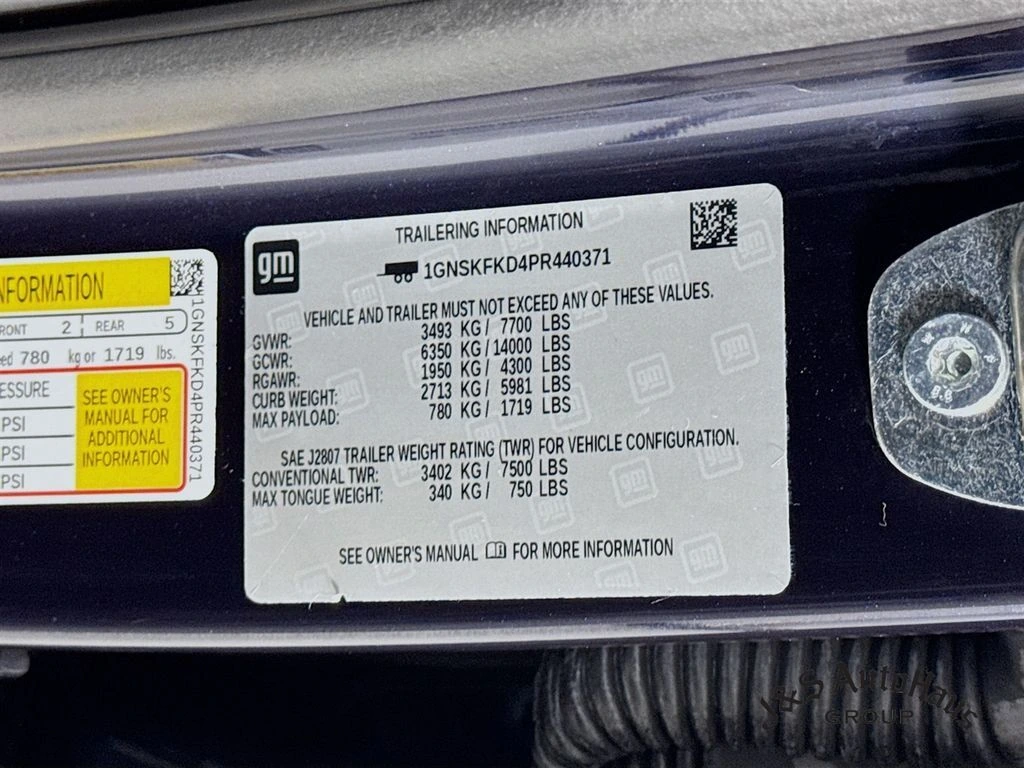 NFORMATION
RONT 2 REAR 5
ed 780 kg or 1719 lbs.
ESSURE
PSI
PSI
PSI
SEE OWNER'S
MANUAL FOR
ADDITIONAL
INFORMATION
1GNSKFKD4PR440371
gm
TRAILERING INFORMATION
1GNSKFKD4PR440371
VEHICLE AND TRAILER MUST NOT EXCEED ANY OF THESE VALUES.
GVWR: 3493 KG/ 7700 LBS
GCWR: 6350 KG/14000 LBS
RGAWR: 1950 KG/ 4300 LBS
CURB WEIGHT: 2713 KG/ 5981 LBS
MAX PAYLOAD: 780 KG/ 1719 LBS
SAE J2807 TRAILER WEIGHT RATING (TWR) FOR VEHICLE CONFIGURATION.
CONVENTIONAL TWR: 3402 KG/ 7500 LBS
MAX TONGUE WEIGHT: 340 KG/ 750 LBS
SEE OWNER'S MANUAL FOR MORE INFORMATION
J&S AutoHaus
GROUP